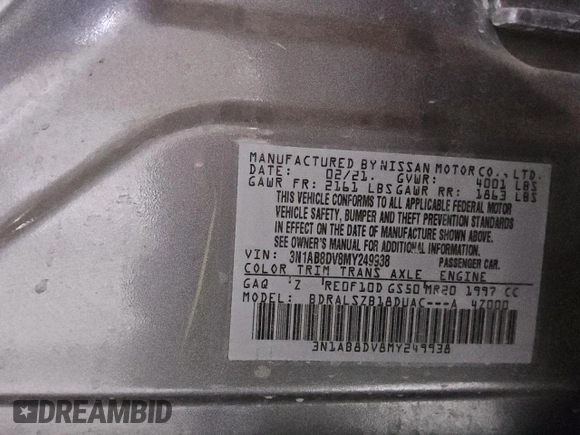 MANUFACTURED BY NISSAN MOTOR CO., LTD.
DATE: 02/21. GVWR: 4001 LBS
GAWR FR: 2161 LBS GAWR RR: 1863 LBS
THIS VEHICLE CONFORMS TO ALL APPLICABLE FEDERAL MOTOR
VEHICLE SAFETY, BUMPER AND THEFT PREVENTION STANDARDS
IN EFFECT ON THE DATE OF MANUFACTURE SHOWN ABOVE.
SEE OWNER'S MANUAL FOR ADDITIONAL INFORMATION.
VIN: 3N1AB8DV8MY249938 PASSENGER CAR.
COLOR TRIM TRANS AXLE ENGINE
GAQ Z RE0F10D GS50 MR20 1997 CC
MODEL: BDRALSZB18DUAC---A 4Z000
3N1AB8DV8MY249938
DREAMBID